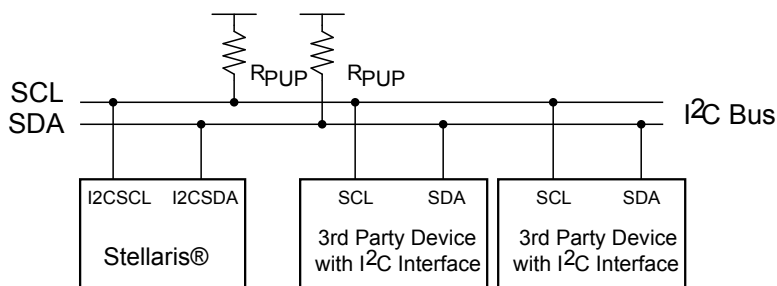 RPUP RPUP
SCL
SDA
I²C Bus
I2CSCL I2CSDA SCL SDA SCL SDA
Stellaris®
3rd Party Device
with I²C Interface
3rd Party Device
with I²C Interface